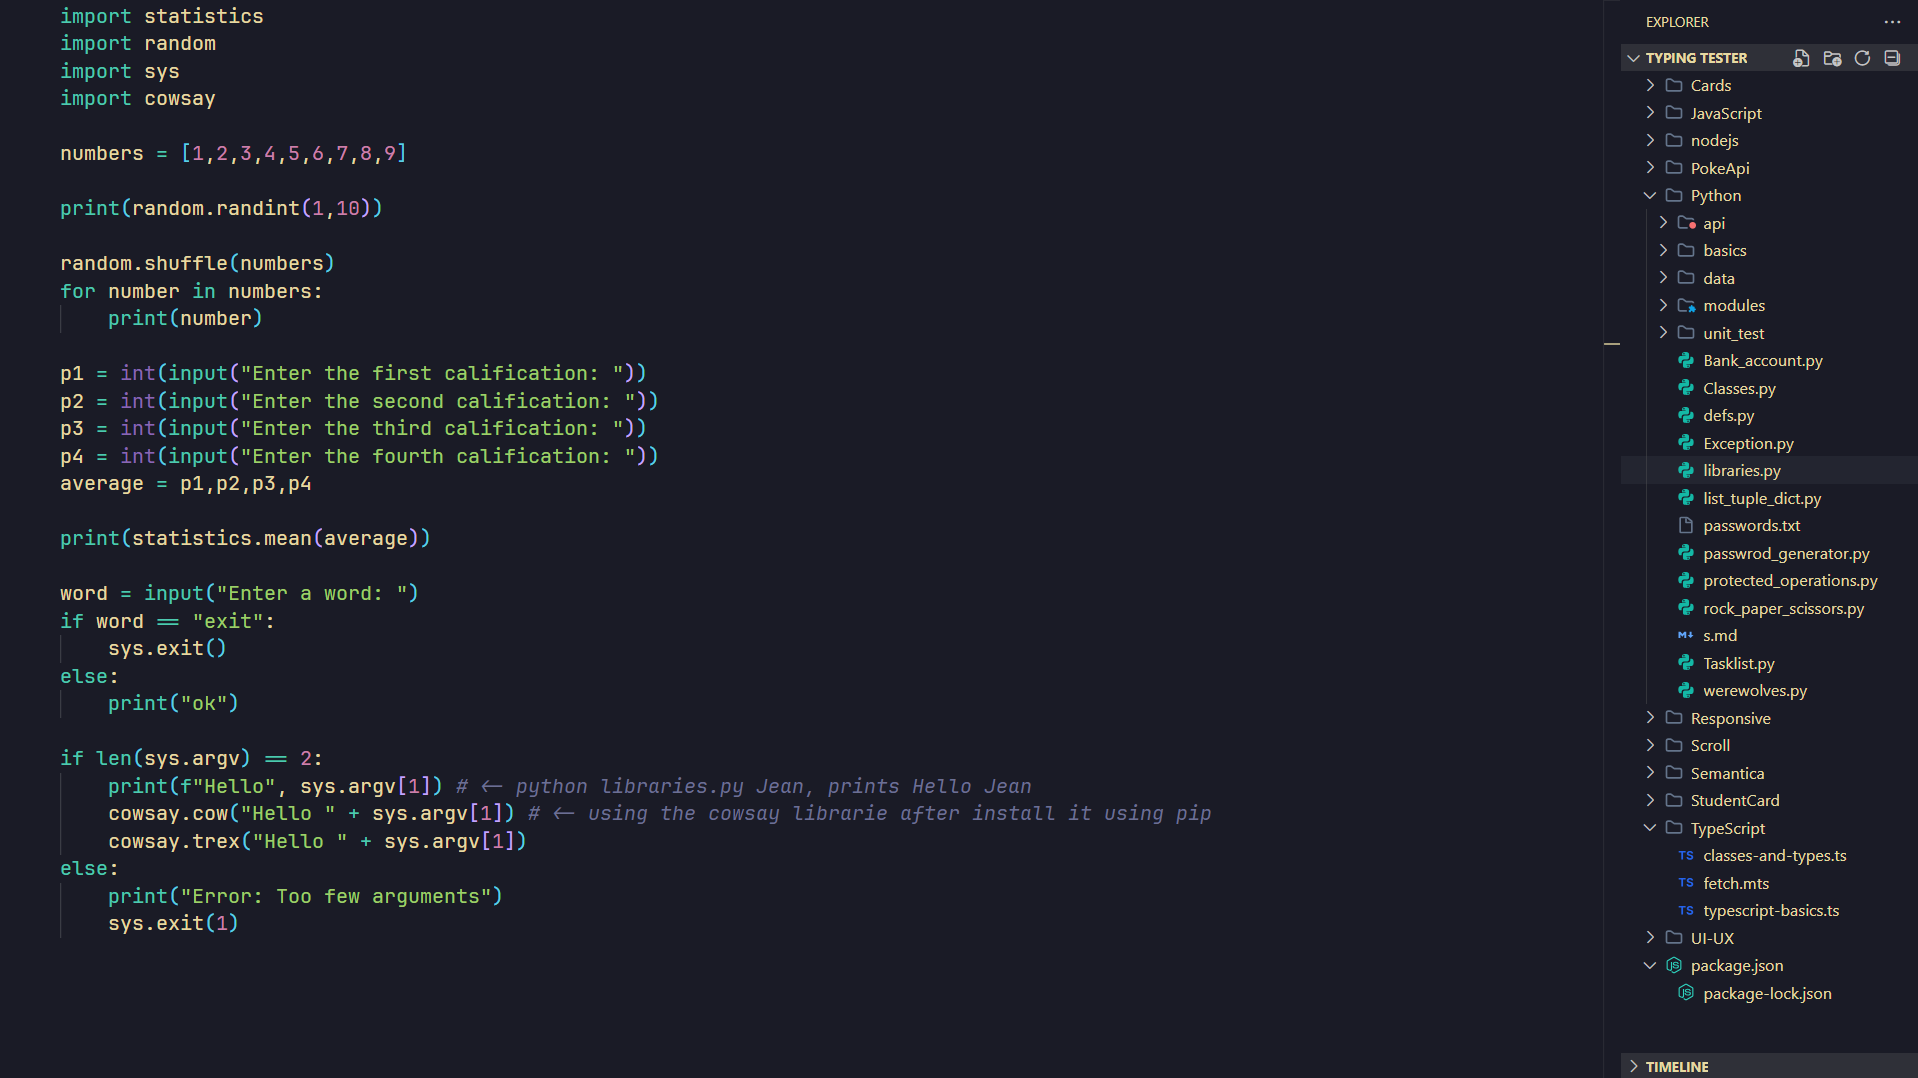 import statistics
import random
import sys
import cowsay

numbers = [1,2,3,4,5,6,7,8,9]

print(random.randint(1,10))

random.shuffle(numbers)
for number in numbers:
    print(number)

p1 = int(input("Enter the first calification: "))
p2 = int(input("Enter the second calification: "))
p3 = int(input("Enter the third calification: "))
p4 = int(input("Enter the fourth calification: "))
average = p1,p2,p3,p4

print(statistics.mean(average))

word = input("Enter a word: ")
if word == "exit":
    sys.exit()
else:
    print("ok")

if len(sys.argv) == 2:
    print(f"Hello", sys.argv[1]) # <- python libraries.py Jean, prints Hello Jean
    cowsay.cow("Hello " + sys.argv[1]) # <- using the cowsay librarie after install it using pip
    cowsay.trex("Hello " + sys.argv[1])
else:
    print("Error: Too few arguments")
    sys.exit(1)

EXPLORER
TYPING TESTER
Cards
JavaScript
nodejs
PokeApi
Python
api
basics
data
modules
unit_test
Bank_account.py
Classes.py
defs.py
Exception.py
libraries.py
list_tuple_dict.py
passwords.txt
passwrod_generator.py
protected_operations.py
rock_paper_scissors.py
s.md
Tasklist.py
werewolves.py
Responsive
Scroll
Semantica
StudentCard
TypeScript
TS classes-and-types.ts
TS fetch.mts
TS typescript-basics.ts
UI-UX
package.json
package-lock.json
TIMELINE